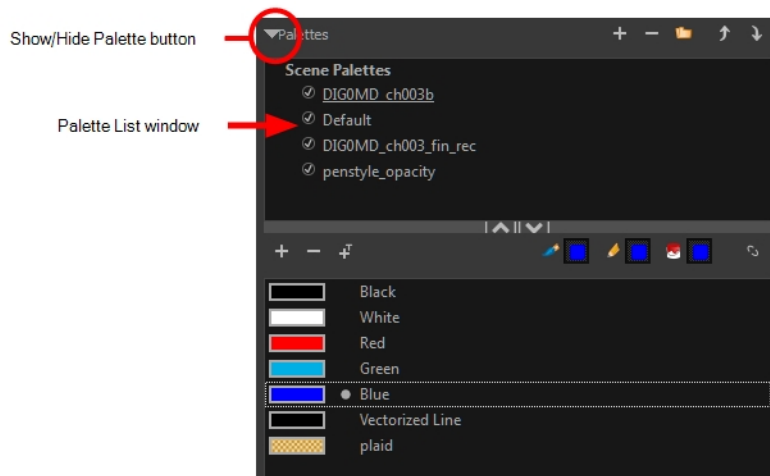 Show/Hide Palette button
Palettes
Scene Palettes
DIG0MD_ch003b
Palette List window
Default
DIG0MD_ch003_fin_rec
penstyle_opacity
Black
White
Red
Green
Blue
Vectorized Line
plaid